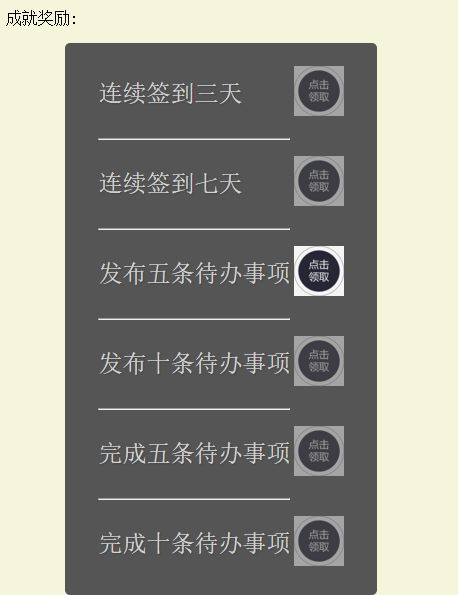 成就奖励:
连续签到三天
点击
领取
连续签到七天
点击
领取
发布五条待办事项
点击
领取
发布十条待办事项
点击
领取
完成五条待办事项
点击
领取
完成十条待办事项
点击
领取